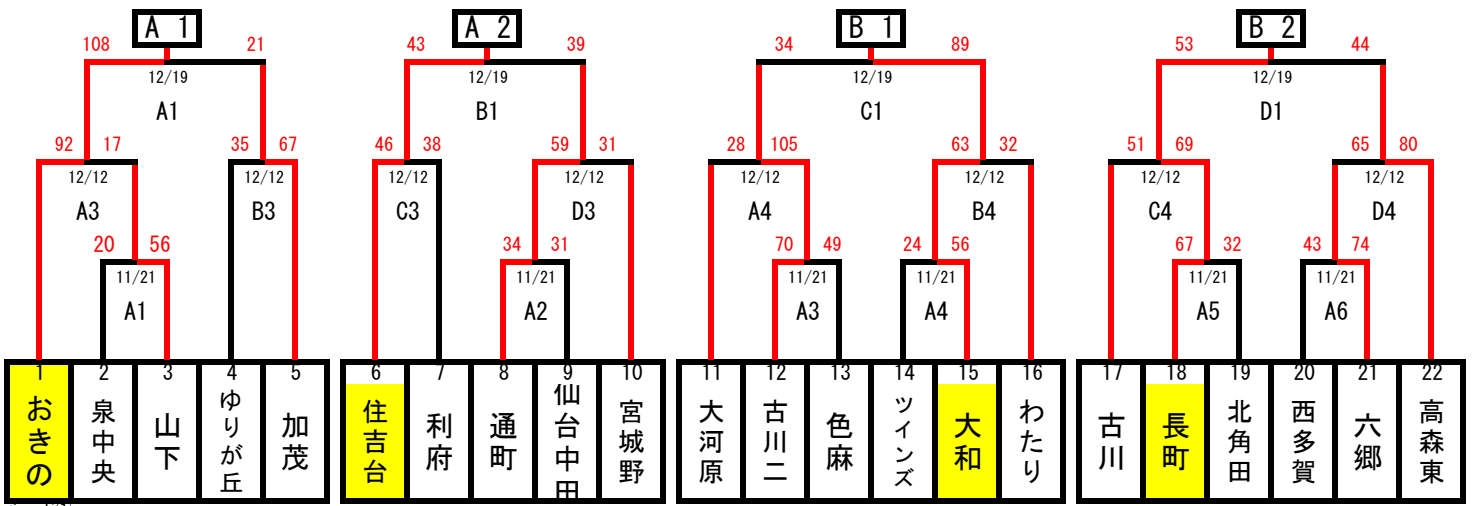 A 1 A 2 B 1 B 2
108 21 43 39 34 89 53 44
12/19 12/19 12/19 12/19
A1 B1 C1 D1
92 17 35 67 46 38 59 31 28 105 63 32 51 69 65 80
12/12 12/12 12/12 12/12 12/12 12/12 12/12 12/12
A3 B3 C3 D3 A4 B4 C4 D4
20 56 34 31 70 49 24 56 67 32 43 74
11/21 11/21 11/21 11/21 11/21 11/21
A1 A2 A3 A4 A5 A6
1 2 3 4 5 6 7 8 9 10 11 12 13 14 15 16 17 18 19 20 21 22
おきの 泉中央 山下 ゆりが丘 加茂 住吉台 利府 通町 仙台中田 宮城野 大河原 古川二 色麻 ツインズ 大和 わたり 古川 長町 北角田 西多賀 六郷 高森東